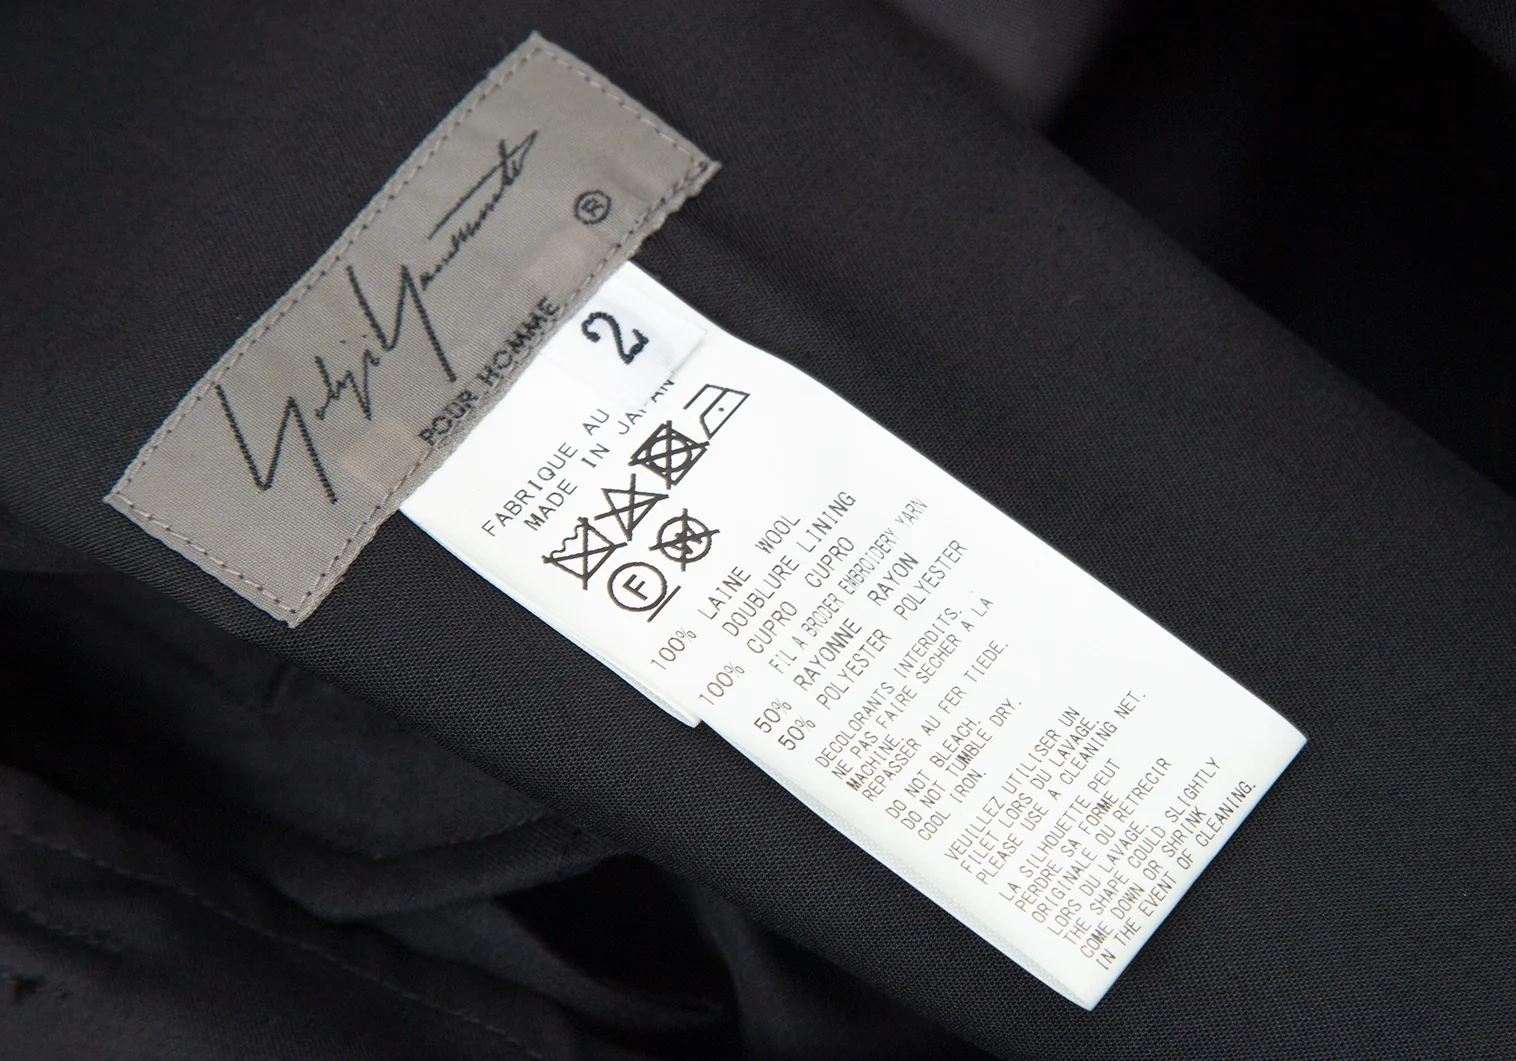 Yohji Yamamoto
®
POUR HOMME
2
FABRIQUE AU
MADE IN JAPAN
F
W
100% LAINE WOOL
DOUBLURE LINING
100% CUPRO CUPRO
FIL A BRODER EMBROIDERY YARN
50% RAYONNE RAYON
50% POLYESTER POLYESTER
DECOLORANTS INTERDITS.
NE PAS FAIRE SECHER A LA
MACHINE.
REPASSER AU FER TIEDE.
DO NOT BLEACH.
DO NOT TUMBLE DRY.
COOL IRON.
VEUILLEZ UTILISER UN
FILET LORS DU LAVAGE.
PLEASE USE A CLEANING NET.
LA SILHOUETTE PEUT
PERDRE SA FORME
ORIGINALE OU RETRECIR
LORS DU LAVAGE.
THE SHAPE COULD SLIGHTLY
COME DOWN OR SHRINK
IN THE EVENT OF CLEANING.